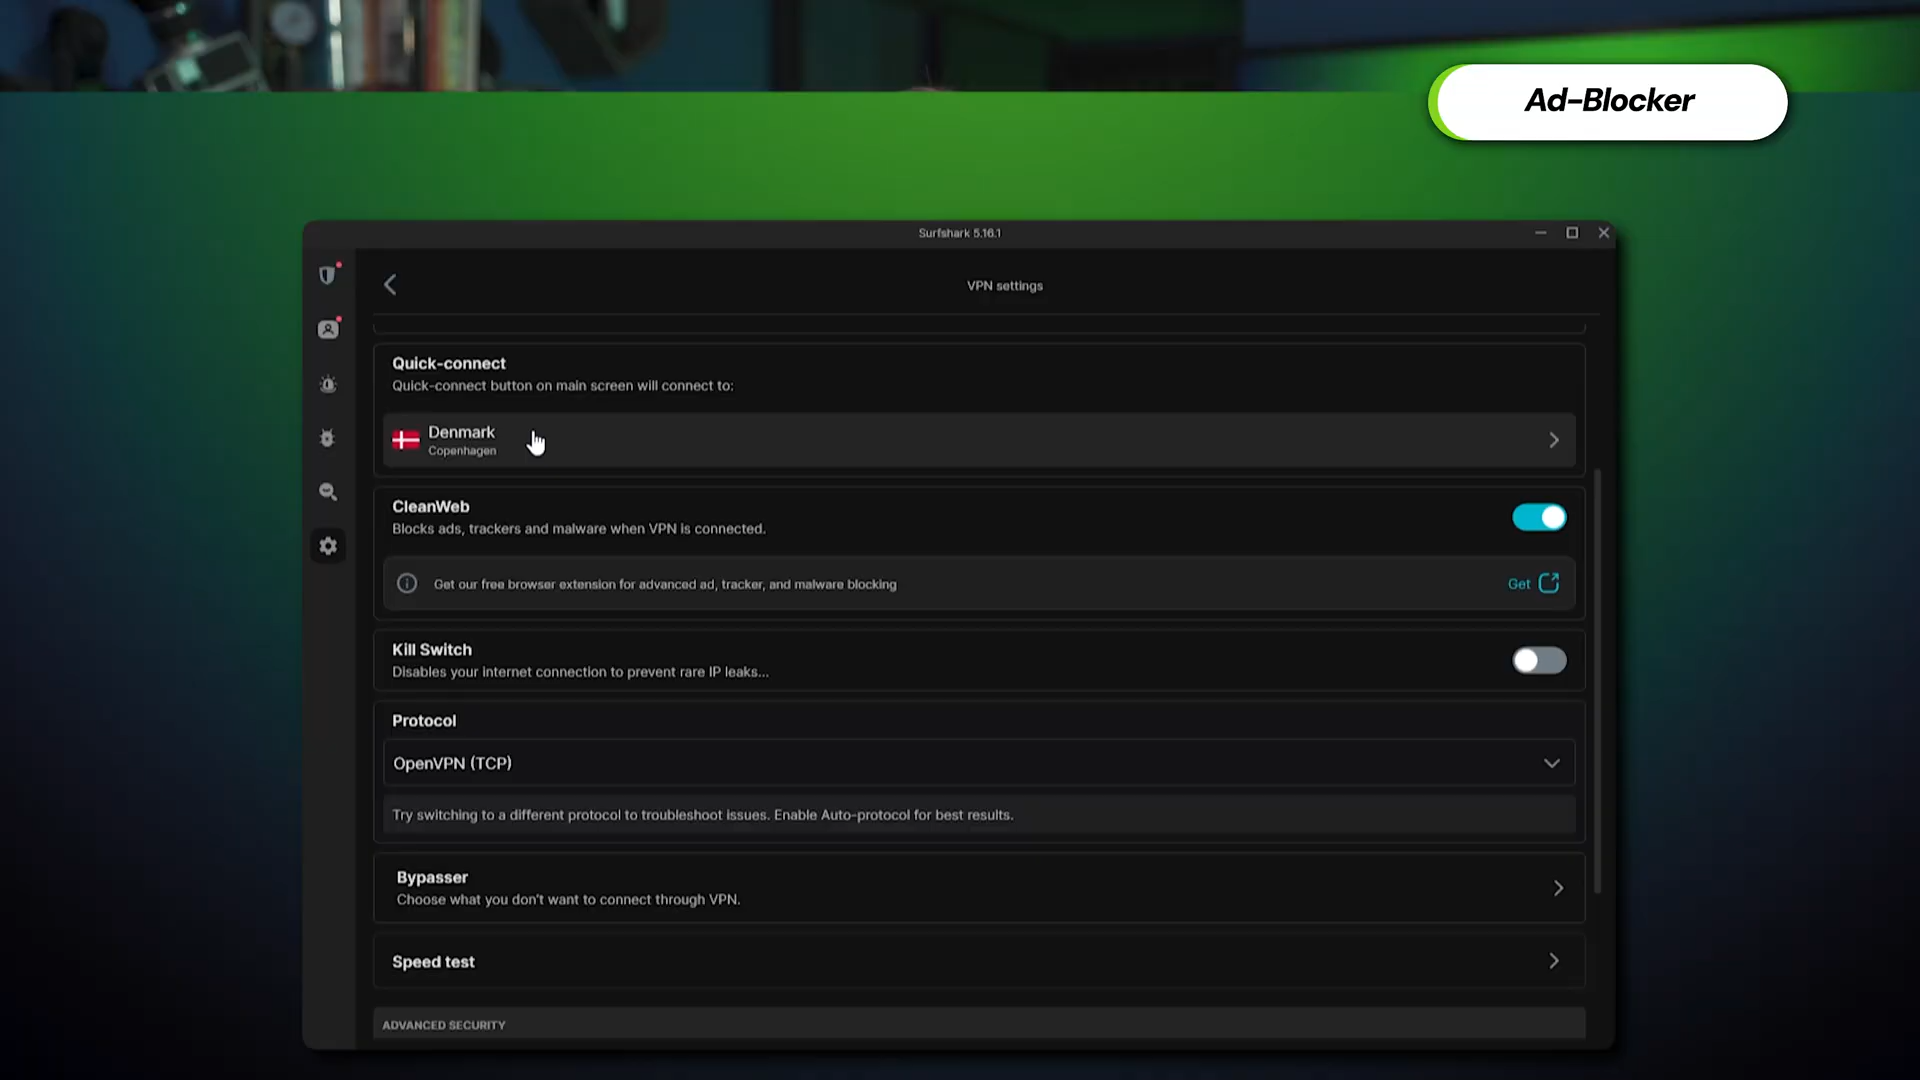 Ad-Blocker
Surfshark 5.16.1
VPN settings
Quick-connect
Quick-connect button on main screen will connect to:
Denmark
Copenhagen
CleanWeb
Blocks ads, trackers and malware when VPN is connected.
Get our free browser extension for advanced ad, tracker, and malware blocking
Get
Kill Switch
Disables your internet connection to prevent rare IP leaks...
Protocol
OpenVPN (TCP)
Try switching to a different protocol to troubleshoot issues. Enable Auto-protocol for best results.
Bypasser
Choose what you don't want to connect through VPN.
Speed test
ADVANCED SECURITY